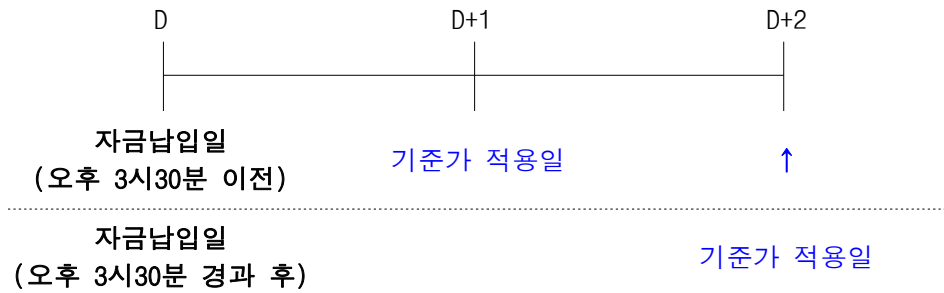 D D+1 D+2
자금납입일
(오후 3시30분 이전)
기준가 적용일
↑
자금납입일
(오후 3시30분 경과 후)
기준가 적용일